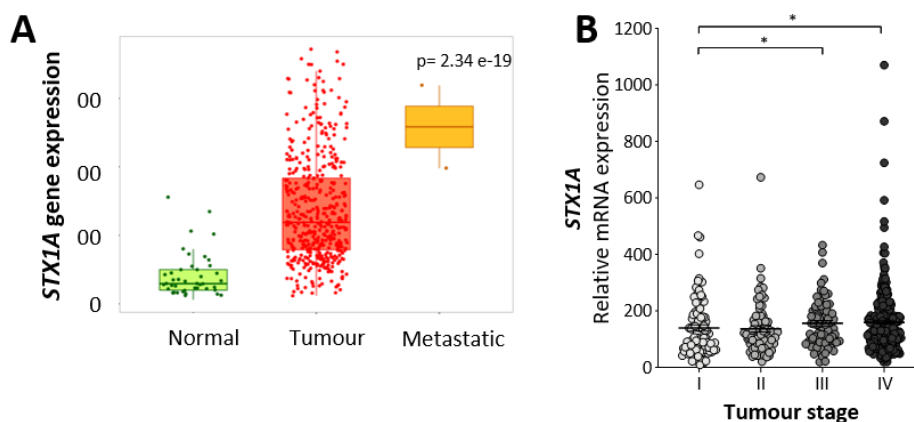 A
STX1A gene expression
00
00
00
0
p= 2.34 e-19
Normal
Tumour
Metastatic
B
STX1A
Relative mRNA expression
1200
1000
800
600
400
200
0
*
*
I
II
III
IV
Tumour stage